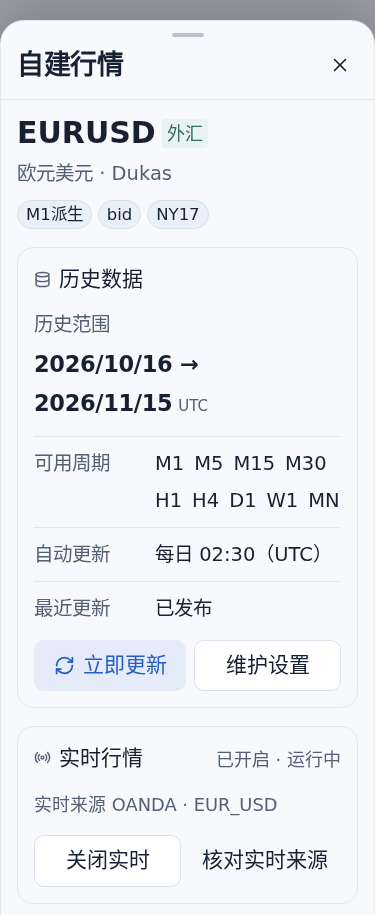 自建行情
EURUSD 外汇
欧元美元 · Dukas
M1派生 bid NY17
历史数据
历史范围
2026/10/16 →
2026/11/15 UTC
可用周期 M1 M5 M15 M30
H1 H4 D1 W1 MN
自动更新 每日 02:30（UTC）
最近更新 已发布
立即更新 维护设置
实时行情 已开启 · 运行中
实时来源 OANDA · EUR_USD
关闭实时 核对实时来源